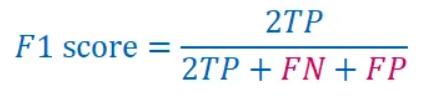 F1 score = 2TP / 2TP + FN + FP